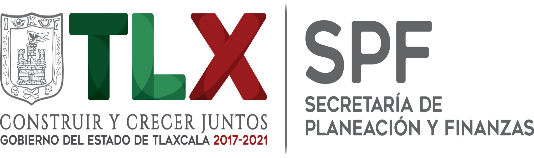 TLX
CONSTRUIR Y CRECER JUNTOS
GOBIERNO DEL ESTADO DE TLAXCALA 2017-2021
SPF
SECRETARÍA DE
PLANEACIÓN Y FINANZAS